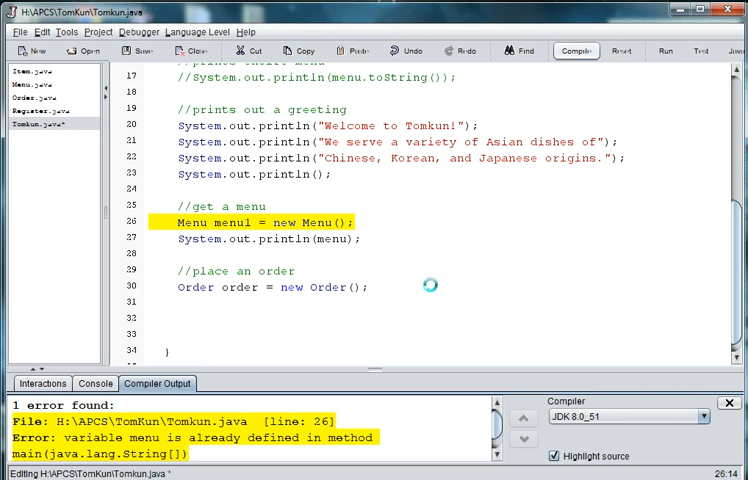 H:\APCS\TomKun\Tomkun.java
File Edit Tools Project Debugger Language Level Help
New Open Save Close Cut Copy Paste Undo Redo Find Compile Reset Run Test
Item.java
Menu.java
Order.java
Register.java
Tomkun.java*
//prints entire menu
17 //System.out.println(menu.toString());
18
19 //prints out a greeting
20 System.out.println("Welcome to Tomkun!");
21 System.out.println("We serve a variety of Asian dishes of");
22 System.out.println("Chinese, Korean, and Japanese origins.");
23 System.out.println();
24
25 //get a menu
26 Menu menu1 = new Menu();
27 System.out.println(menu);
28
29 //place an order
30 Order order = new Order();
31
32
33
34 }
Interactions Console Compiler Output
1 error found:
File: H:\APCS\TomKun\Tomkun.java [line: 26]
Error: variable menu is already defined in method
main(java.lang.String[])
Compiler
JDK 8.0_51
Highlight source
Editing H:\APCS\TomKun\Tomkun.java *
26:14